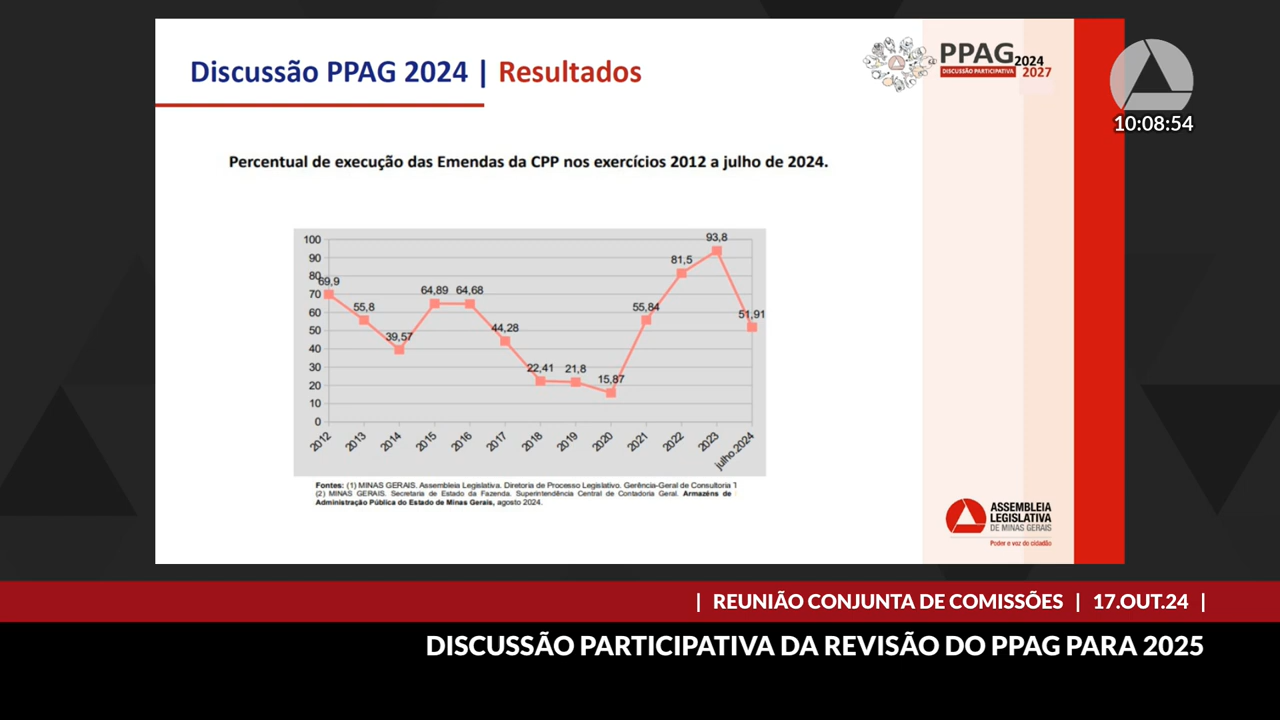 Discussão PPAG 2024 | Resultados
PPAG 2024
DISCUSSÃO PARTICIPATIVA 2027
10:08:54
Percentual de execução das Emendas da CPP nos exercícios 2012 a julho de 2024.
100
90
80
70
60
50
40
30
20
10
0
69,9
55,8
39,57
64,89
64,68
44,28
22,41
21,8
15,87
55,84
81,5
93,8
51,91
2012
2013
2014
2015
2016
2017
2018
2019
2020
2021
2022
2023
julho.2024
Fontes: (1) MINAS GERAIS. Assembleia Legislativa. Diretoria de Processo Legislativo. Gerência-Geral de Consultoria T
(2) MINAS GERAIS. Secretaria de Estado da Fazenda. Superintendência Central de Contadoria Geral. Armazéns de
Administração Pública do Estado de Minas Gerais, agosto 2024.
ASSEMBLEIA
LEGISLATIVA
DE MINAS GERAIS
Poder e voz do cidadão
| REUNIÃO CONJUNTA DE COMISSÕES | 17.OUT.24 |
DISCUSSÃO PARTICIPATIVA DA REVISÃO DO PPAG PARA 2025